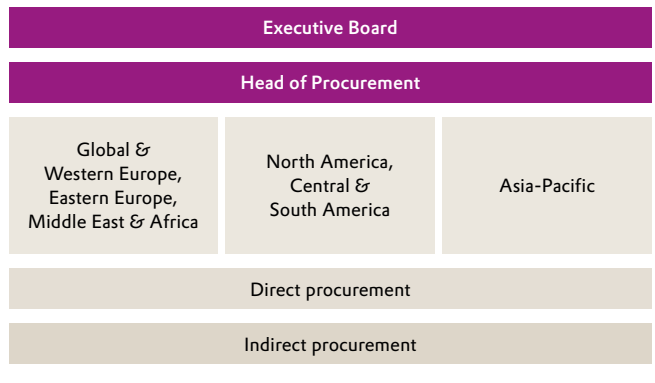 Executive Board
Head of Procurement
Global &
Western Europe,
Eastern Europe,
Middle East & Africa
North America,
Central &
South America
Asia-Pacific
Direct procurement
Indirect procurement